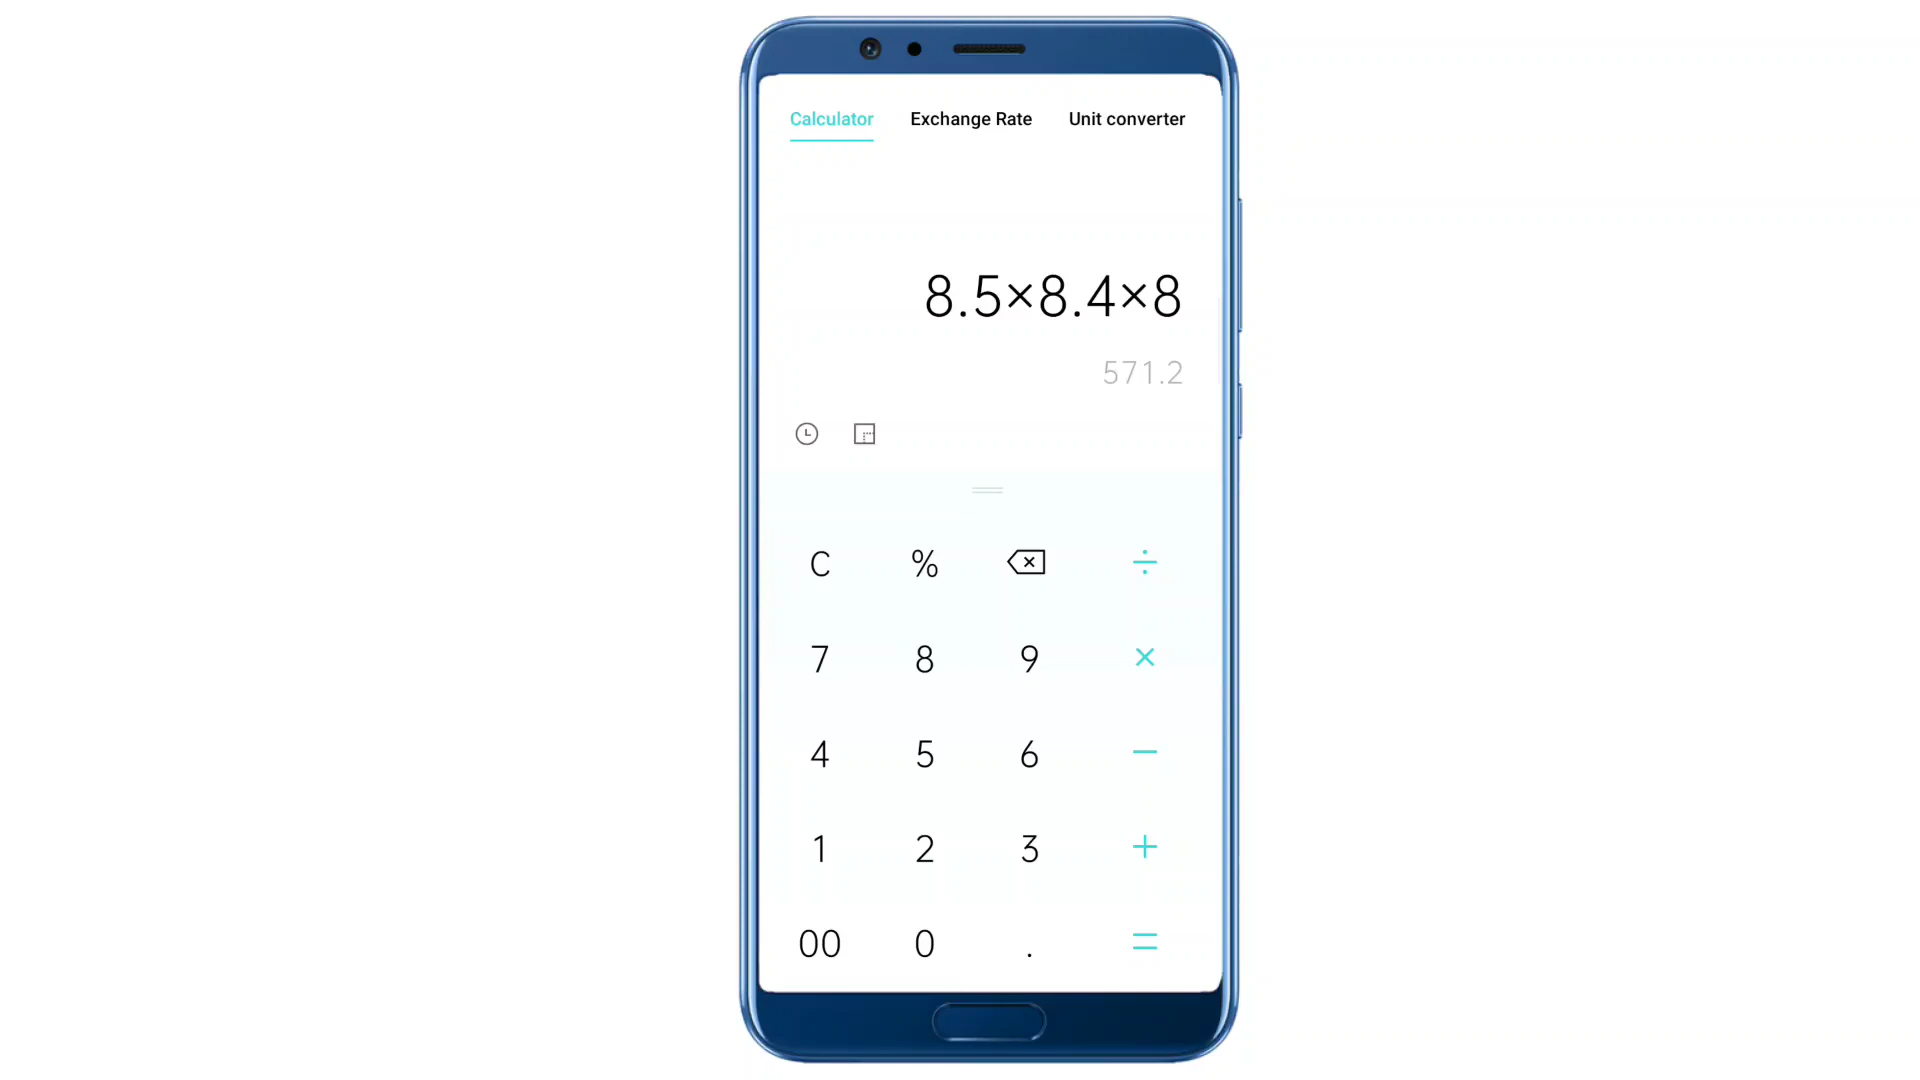 Calculator Exchange Rate Unit converter
8.5×8.4×8
571.2
C % ÷
7 8 9 ×
4 5 6 −
1 2 3 +
00 0 . =